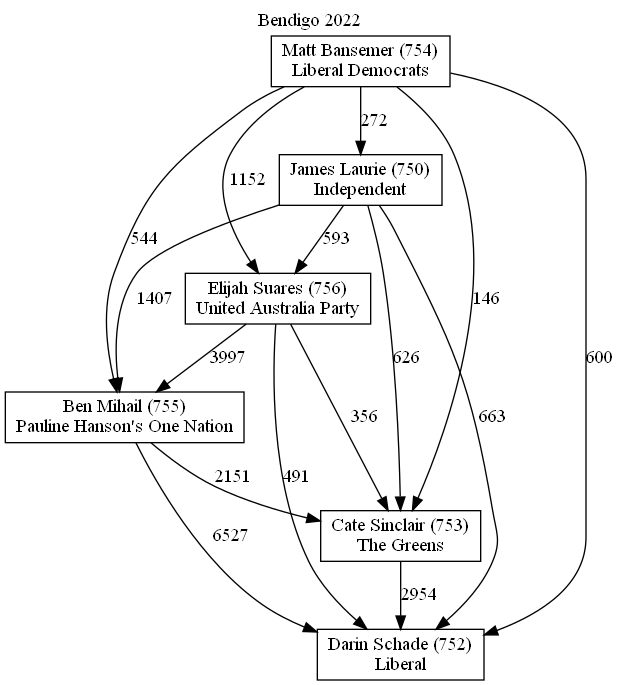 Bendigo 2022
Matt Bansemer (754)
Liberal Democrats
272
James Laurie (750)
Independent
1152
544
593
Elijah Suares (756)
United Australia Party
1407
146
3997
626
600
Ben Mihail (755)
Pauline Hanson's One Nation
356
663
2151
491
Cate Sinclair (753)
The Greens
6527
2954
Darin Schade (752)
Liberal